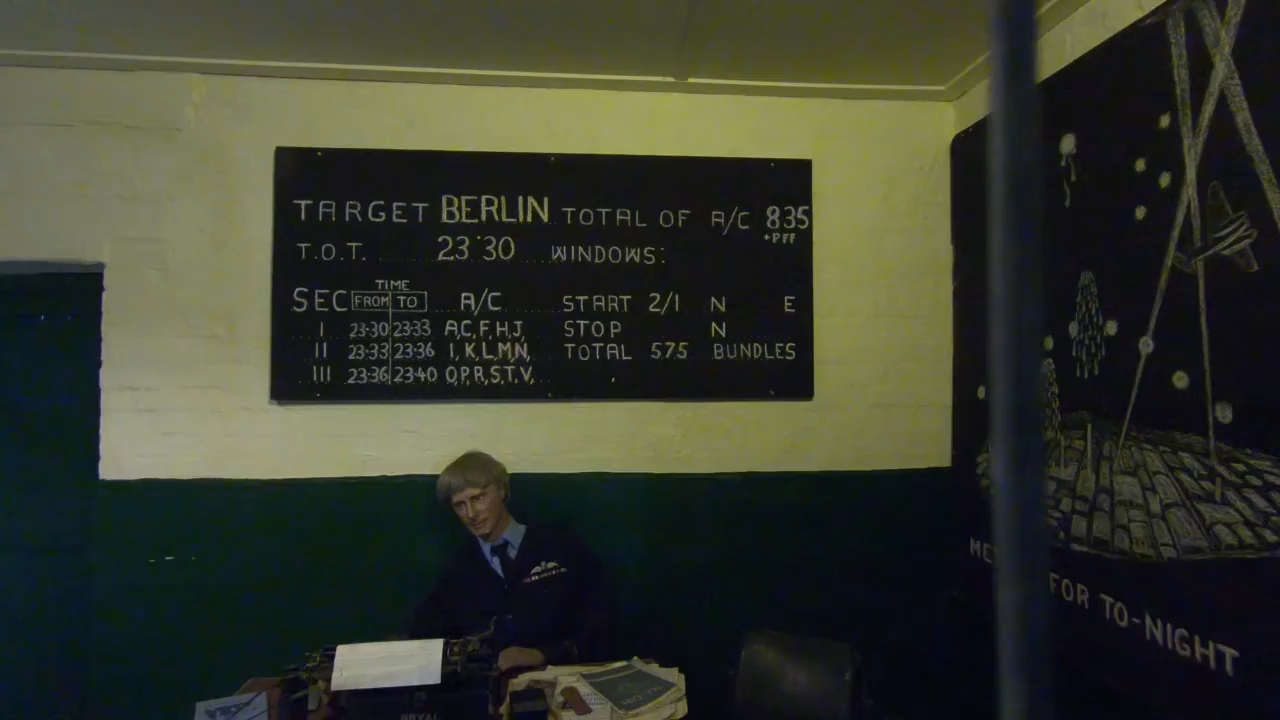 TARGET BERLIN TOTAL OF A/C 835
+PFF
T.O.T. 23·30 WINDOWS:
TIME
SEC FROM TO A/C START 2/1 N E
I 23·30 23·33 A,C,F,H,J, STOP N
II 23·33 23·36 I,K,L,M,N, TOTAL 575 BUNDLES
III 23·36 23·40 O,P,R,S,T,V,
FOR TO-NIGHT